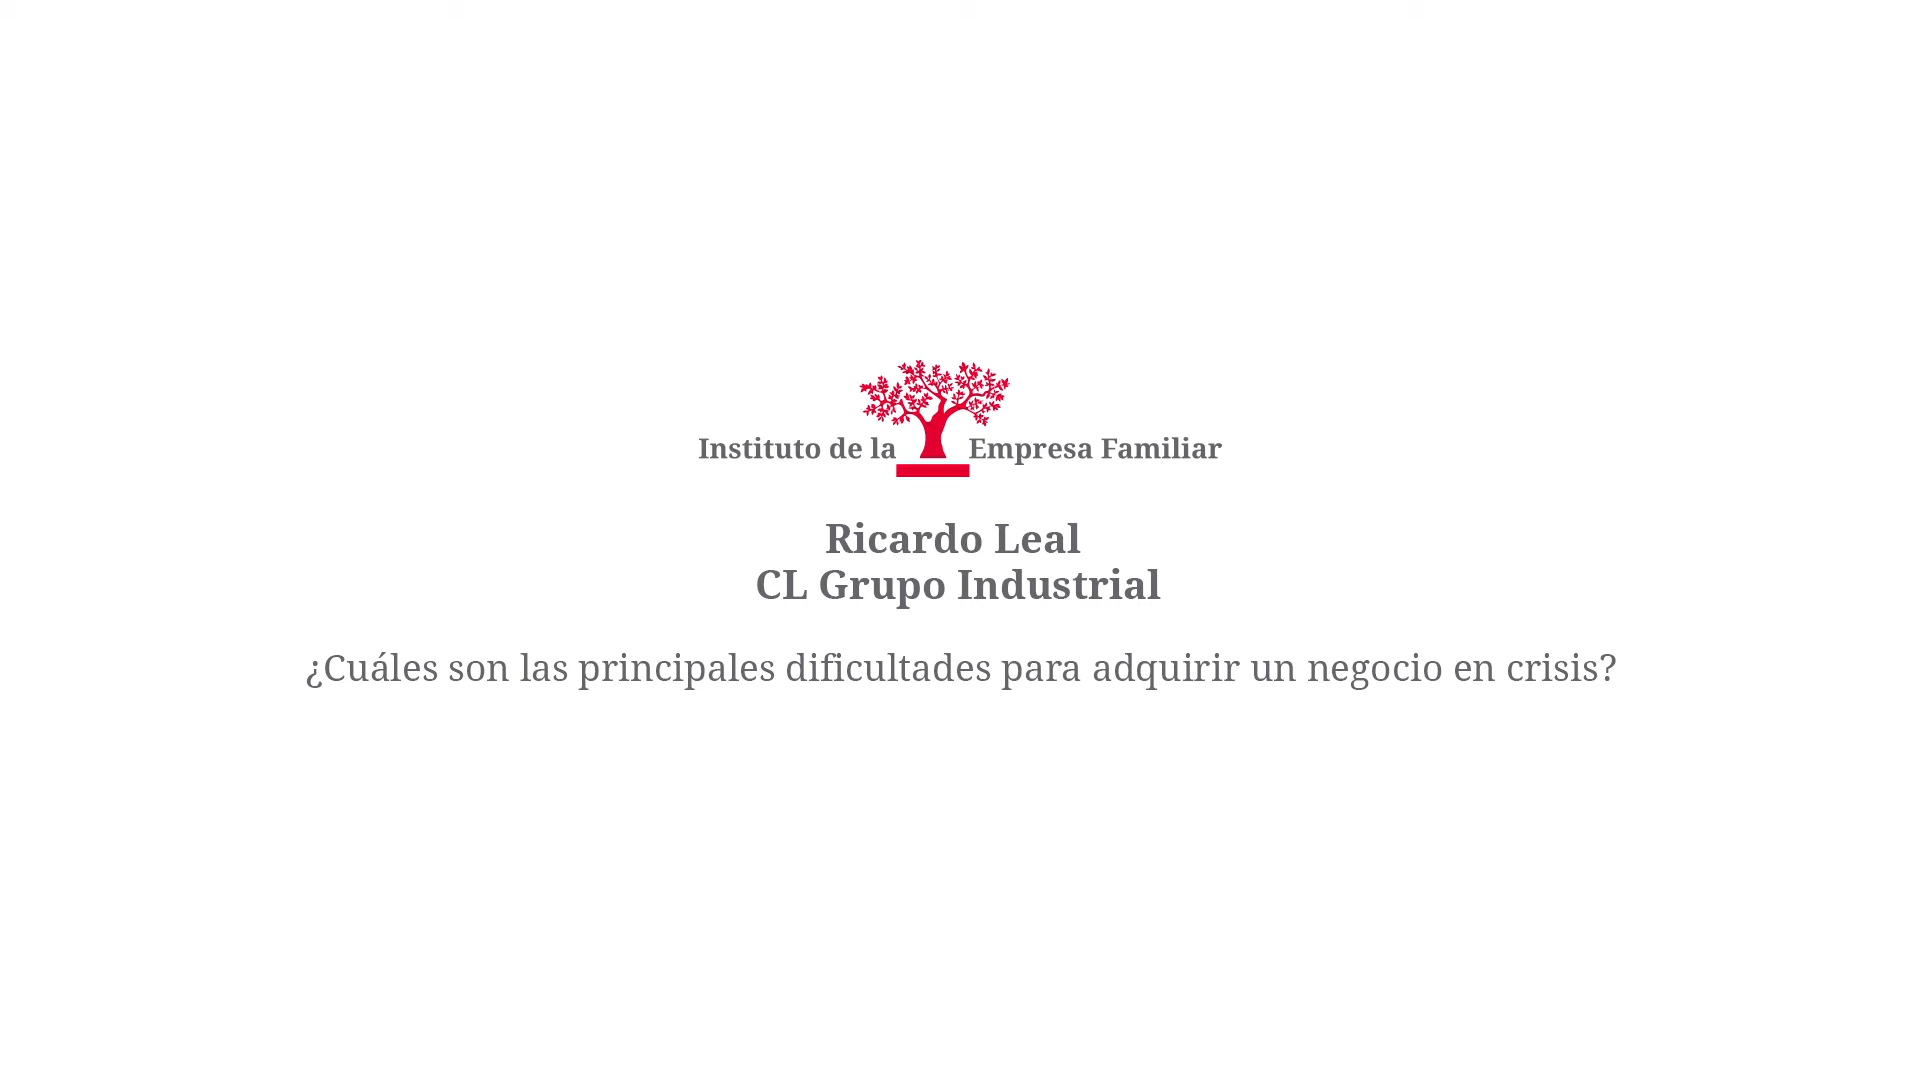 Instituto de la Empresa Familiar
Ricardo Leal
CL Grupo Industrial
¿Cuáles son las principales dificultades para adquirir un negocio en crisis?